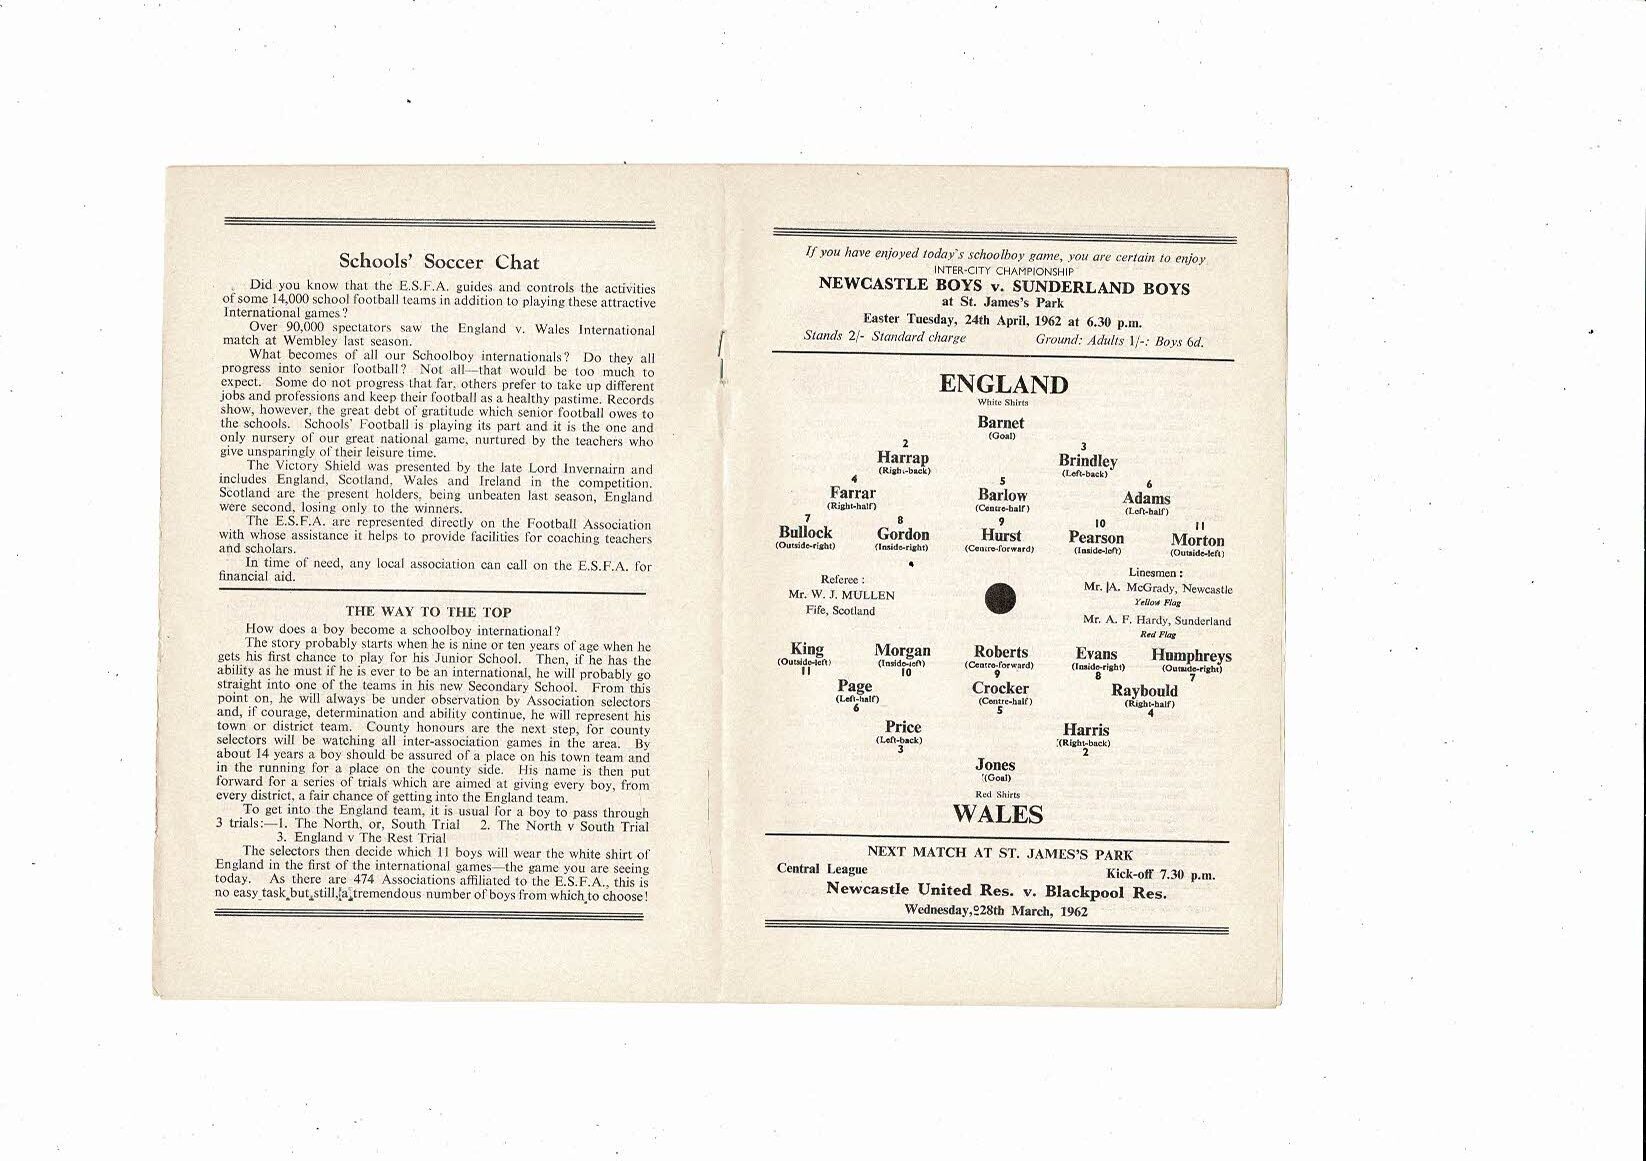 Schools' Soccer Chat
Did you know that the E.S.F.A. guides and controls the activities
of some 14,000 school football teams in addition to playing these attractive
International games?
Over 90,000 spectators saw the England v. Wales International
match at Wembley last season.
What becomes of all our Schoolboy internationals? Do they all
progress into senior football? Not all—that would be too much to
expect. Some do not progress that far, others prefer to take up different
jobs and professions and keep their football as a healthy pastime. Records
show, however, the great debt of gratitude which senior football owes to
the schools. Schools' Football is playing its part and it is the one and
only nursery of our great national game, nurtured by the teachers who
give unsparingly of their leisure time.
The Victory Shield was presented by the late Lord Invernairn and
includes England, Scotland, Wales and Ireland in the competition.
Scotland are the present holders, being unbeaten last season, England
were second, losing only to the winners.
The E.S.F.A. are represented directly on the Football Association
with whose assistance it helps to provide facilities for coaching teachers
and scholars.
In time of need, any local association can call on the E.S.F.A. for
financial aid.
THE WAY TO THE TOP
How does a boy become a schoolboy international?
The story probably starts when he is nine or ten years of age when he
gets his first chance to play for his Junior School. Then, if he has the
ability as he must if he is ever to be an international, he will probably go
straight into one of the teams in his new Secondary School. From this
point on, he will always be under observation by Association selectors
and, if courage, determination and ability continue, he will represent his
town or district team. County honours are the next step, for county
selectors will be watching all inter-association games in the area. By
about 14 years a boy should be assured of a place on his town team and
in the running for a place on the county side. His name is then put
forward for a series of trials which are aimed at giving every boy, from
every district, a fair chance of getting into the England team.
To get into the England team, it is usual for a boy to pass through
3 trials:—1. The North, or, South Trial 2. The North v South Trial
3. England v The Rest Trial
The selectors then decide which 11 boys will wear the white shirt of
England in the first of the international games—the game you are seeing
today. As there are 474 Associations affiliated to the E.S.F.A., this is
no easy task but still, a tremendous number of boys from which to choose!
If you have enjoyed today's schoolboy game, you are certain to enjoy
INTER-CITY CHAMPIONSHIP
NEWCASTLE BOYS v. SUNDERLAND BOYS
at St. James's Park
Easter Tuesday, 24th April, 1962 at 6.30 p.m.
Stands 2/- Standard charge Ground: Adults 1/-: Boys 6d.
ENGLAND
White Shirts
Barnet
(Goal)
2 3
Harrap Brindley
(Right-back) (Left-back)
4 5 6
Farrar Barlow Adams
(Right-half) (Centre-half) (Left-half)
7 8 9 10 11
Bullock Gordon Hurst Pearson Morton
(Outside-right) (Inside-right) (Centre-forward) (Inside-left) (Outside-left)
Referee :
Mr. W. J. MULLEN
Fife, Scotland
Linesmen :
Mr. A. McGrady, Newcastle
Yellow Flag
Mr. A. F. Hardy, Sunderland
Red Flag
King Morgan Roberts Evans Humphreys
(Outside-left) (Inside-left) (Centre-forward) (Inside-right) (Outside-right)
11 10 9 8 7
Page Crocker Raybould
(Left-half) (Centre-half) (Right-half)
6 5 4
Price Harris
(Left-back) (Right-back)
3 2
Jones
(Goal)
Red Shirts
WALES
NEXT MATCH AT ST. JAMES'S PARK
Central League Kick-off 7.30 p.m.
Newcastle United Res. v. Blackpool Res.
Wednesday, 28th March, 1962